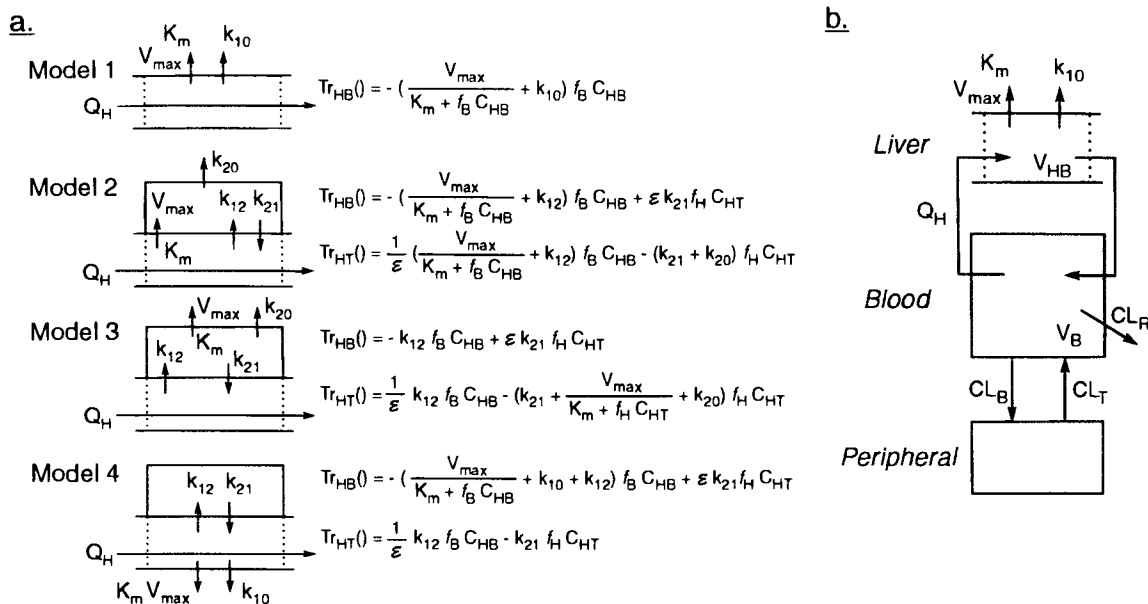 a.
Model 1
V_max K_m k_10
Q_H
Tr_HB() = - ( V_max / (K_m + f_B C_HB) + k_10 ) f_B C_HB
Model 2
k_20
V_max k_12 k_21
K_m
Q_H
Tr_HB() = - ( V_max / (K_m + f_B C_HB) + k_12 ) f_B C_HB + ε k_21 f_H C_HT
Tr_HT() = 1/ε ( V_max / (K_m + f_B C_HB) + k_12 ) f_B C_HB - (k_21 + k_20) f_H C_HT
Model 3
V_max k_20
K_m
k_12 k_21
Q_H
Tr_HB() = - k_12 f_B C_HB + ε k_21 f_H C_HT
Tr_HT() = 1/ε k_12 f_B C_HB - (k_21 + V_max / (K_m + f_H C_HT) + k_20) f_H C_HT
Model 4
k_12 k_21
Q_H
K_m V_max k_10
Tr_HB() = - ( V_max / (K_m + f_B C_HB) + k_10 + k_12 ) f_B C_HB + ε k_21 f_H C_HT
Tr_HT() = 1/ε k_12 f_B C_HB - k_21 f_H C_HT
b.
K_m k_10
V_max
Liver
V_HB
Q_H
Blood
CL_R
V_B
CL_B CL_T
Peripheral